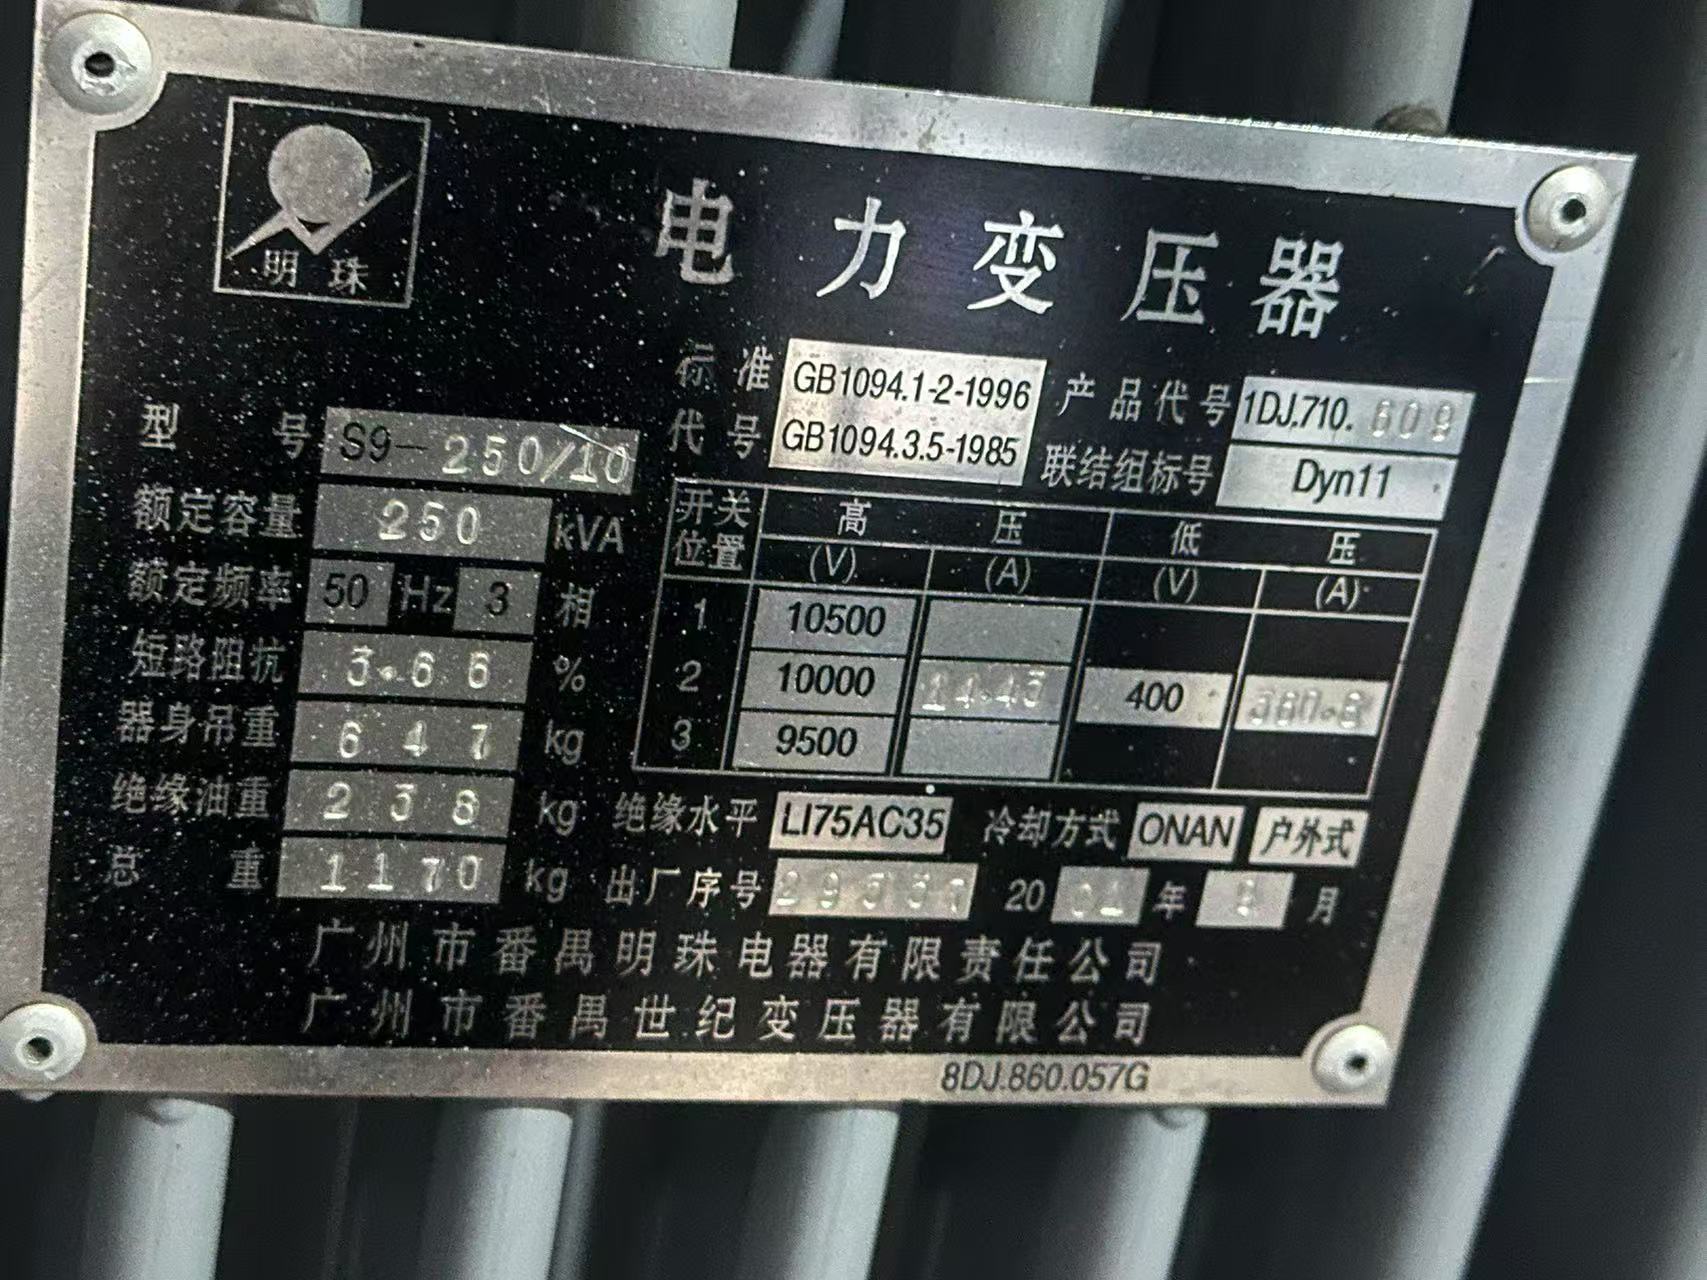 明珠
电力变压器
标准代号 GB1094.1-2-1996 GB1094.3.5-1985
产品代号 1DJ.710.609
联结组标号 Dyn11
型号 S9-250/10
额定容量 250 kVA
额定频率 50 Hz 3 相
短路阻抗 3.66 %
器身吊重 647 kg
绝缘油重 238 kg
总重 1170 kg
开关位置 高压 低压
(V) (A) (V) (A)
1 10500
2 10000 14.43 400 360.8
3 9500
绝缘水平 LI75AC35 冷却方式 ONAN 户外式
出厂序号 20 年 月
广州市番禺明珠电器有限责任公司
广州市番禺世纪变压器有限公司
8DJ.860.057G